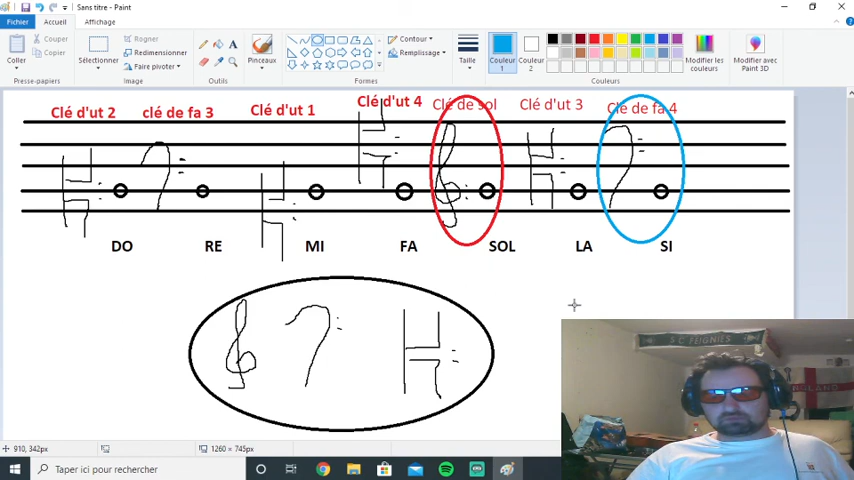 Sans titre - Paint
Fichier Accueil Affichage
Coller
Couper
Copier
Presse-papiers
Sélectionner
Rogner
Redimensionner
Faire pivoter
Image
A
Outils
Pinceaux
Contour
Remplissage
Formes
Taille
Couleur
1
Couleur
2
Couleurs
Modifier les
couleurs
Modifier avec
Paint 3D
Clé d'ut 2 clé de fa 3 Clé d'ut 1 Clé d'ut 4 Clé de sol Clé d'ut 3 Clé de fa 4
DO RE MI FA SOL LA SI
S C FEIGNIES
910, 342px
1260 × 745px
Taper ici pour rechercher